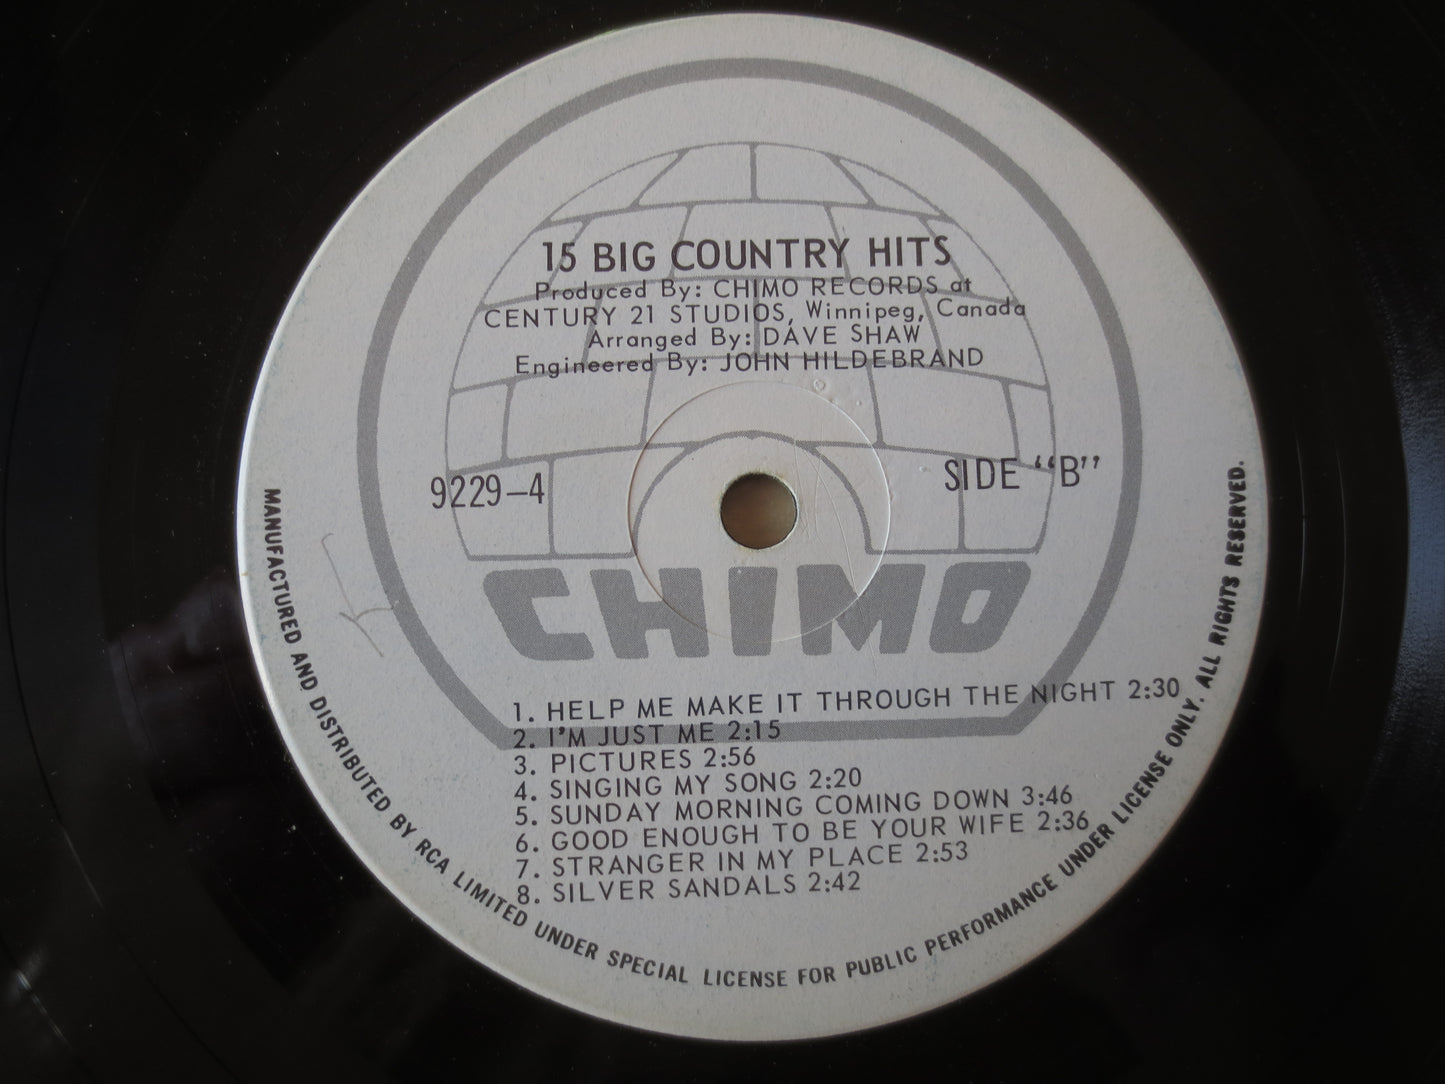 15 BIG COUNTRY HITS
Produced By: CHIMO RECORDS at
CENTURY 21 STUDIOS, Winnipeg, Canada
Arranged By: DAVE SHAW
Engineered By: JOHN HILDEBRAND
9229-4
SIDE "B"
CHIMO
1. HELP ME MAKE IT THROUGH THE NIGHT 2:30
2. I'M JUST ME 2:15
3. PICTURES 2:56
4. SINGING MY SONG 2:20
5. SUNDAY MORNING COMING DOWN 3:46
6. GOOD ENOUGH TO BE YOUR WIFE 2:36
7. STRANGER IN MY PLACE 2:53
8. SILVER SANDALS 2:42
MANUFACTURED AND DISTRIBUTED BY RCA LIMITED UNDER SPECIAL LICENSE FOR PUBLIC PERFORMANCE UNDER LICENSE ONLY. ALL RIGHTS RESERVED.